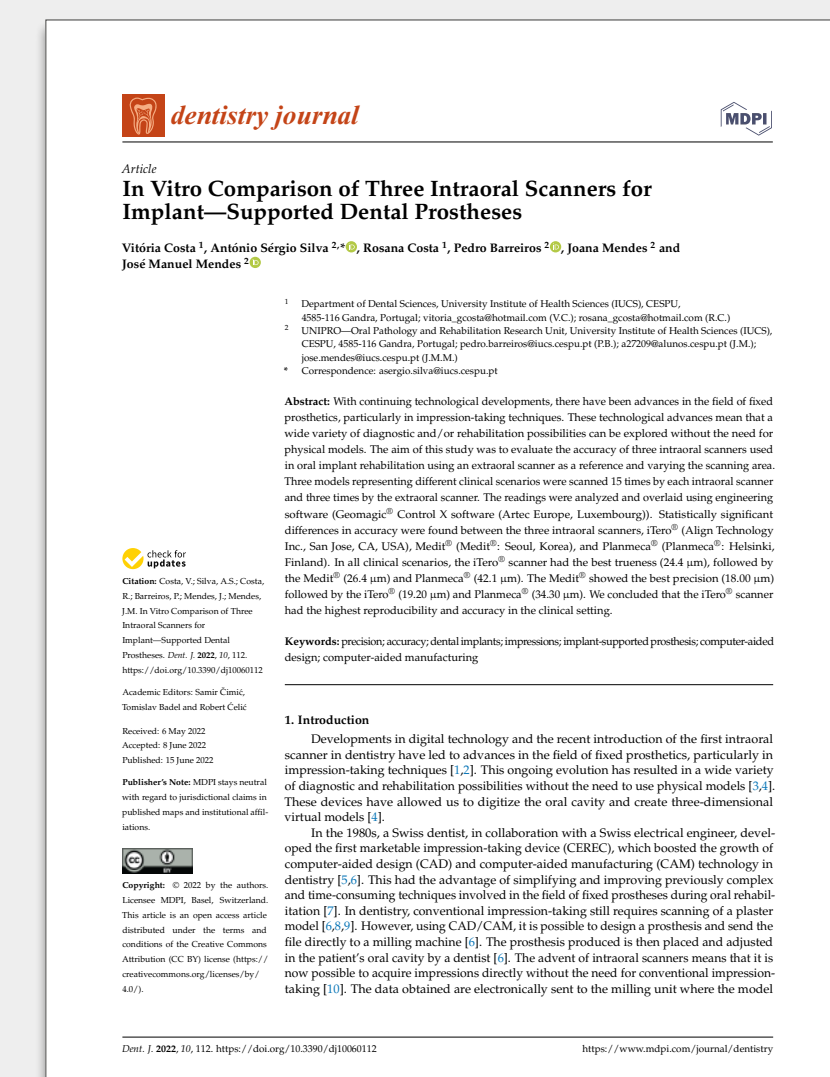 dentistry journal
MDPI
Article
In Vitro Comparison of Three Intraoral Scanners for
Implant—Supported Dental Prostheses
Vitória Costa 1, António Sérgio Silva 2,*, Rosana Costa 1, Pedro Barreiros 2, Joana Mendes 2 and
José Manuel Mendes 2
1 Department of Dental Sciences, University Institute of Health Sciences (IUCS), CESPU,
4585-116 Gandra, Portugal; vitoria_gcosta@hotmail.com (V.C.); rosana_gcosta@hotmail.com (R.C.)
2 UNIPRO—Oral Pathology and Rehabilitation Research Unit, University Institute of Health Sciences (IUCS),
CESPU, 4585-116 Gandra, Portugal; pedro.barreiros@iucs.cespu.pt (P.B.); a27209@alunos.cespu.pt (J.M.);
jose.mendes@iucs.cespu.pt (J.M.M.)
* Correspondence: asergio.silva@iucs.cespu.pt
Abstract: With continuing technological developments, there have been advances in the field of fixed
prosthetics, particularly in impression-taking techniques. These technological advances mean that a
wide variety of diagnostic and/or rehabilitation possibilities can be explored without the need for
physical models. The aim of this study was to evaluate the accuracy of three intraoral scanners used
in oral implant rehabilitation using an extraoral scanner as a reference and varying the scanning area.
Three models representing different clinical scenarios were scanned 15 times by each intraoral scanner
and three times by the extraoral scanner. The readings were analyzed and overlaid using engineering
software (Geomagic® Control X software (Artec Europe, Luxembourg)). Statistically significant
differences in accuracy were found between the three intraoral scanners, iTero® (Align Technology
Inc., San Jose, CA, USA), Medit® (Medit®: Seoul, Korea), and Planmeca® (Planmeca®: Helsinki,
Finland). In all clinical scenarios, the iTero® scanner had the best trueness (24.4 µm), followed by
the Medit® (26.4 µm) and Planmeca® (42.1 µm). The Medit® showed the best precision (18.00 µm)
followed by the iTero® (19.20 µm) and Planmeca® (34.30 µm). We concluded that the iTero® scanner
had the highest reproducibility and accuracy in the clinical setting.
Keywords: precision; accuracy; dental implants; impressions; implant-supported prosthesis; computer-aided
design; computer-aided manufacturing
check for
updates
Citation: Costa, V.; Silva, A.S.; Costa,
R.; Barreiros, P.; Mendes, J.; Mendes,
J.M. In Vitro Comparison of Three
Intraoral Scanners for
Implant—Supported Dental
Prostheses. Dent. J. 2022, 10, 112.
https://doi.org/10.3390/dj10060112
Academic Editors: Samir Čimić,
Tomislav Badel and Robert Ćelić
Received: 6 May 2022
Accepted: 8 June 2022
Published: 15 June 2022
Publisher's Note: MDPI stays neutral
with regard to jurisdictional claims in
published maps and institutional affil-
iations.
cc
BY
Copyright: © 2022 by the authors.
Licensee MDPI, Basel, Switzerland.
This article is an open access article
distributed under the terms and
conditions of the Creative Commons
Attribution (CC BY) license (https://
creativecommons.org/licenses/by/
4.0/).
1. Introduction
Developments in digital technology and the recent introduction of the first intraoral
scanner in dentistry have led to advances in the field of fixed prosthetics, particularly in
impression-taking techniques [1,2]. This ongoing evolution has resulted in a wide variety
of diagnostic and rehabilitation possibilities without the need to use physical models [3,4].
These devices have allowed us to digitize the oral cavity and create three-dimensional
virtual models [4].
In the 1980s, a Swiss dentist, in collaboration with a Swiss electrical engineer, devel-
oped the first marketable impression-taking device (CEREC), which boosted the growth of
computer-aided design (CAD) and computer-aided manufacturing (CAM) technology in
dentistry [5,6]. This had the advantage of simplifying and improving previously complex
and time-consuming techniques involved in the field of fixed prostheses during oral rehabil-
itation [7]. In dentistry, conventional impression-taking still requires scanning of a plaster
model [6,8,9]. However, using CAD/CAM, it is possible to design a prosthesis and send the
file directly to a milling machine [6]. The prosthesis produced is then placed and adjusted
in the patient's oral cavity by a dentist [6]. The advent of intraoral scanners means that it is
now possible to acquire impressions directly without the need for conventional impression-
taking [10]. The data obtained are electronically sent to the milling unit where the model
Dent. J. 2022, 10, 112. https://doi.org/10.3390/dj10060112
https://www.mdpi.com/journal/dentistry